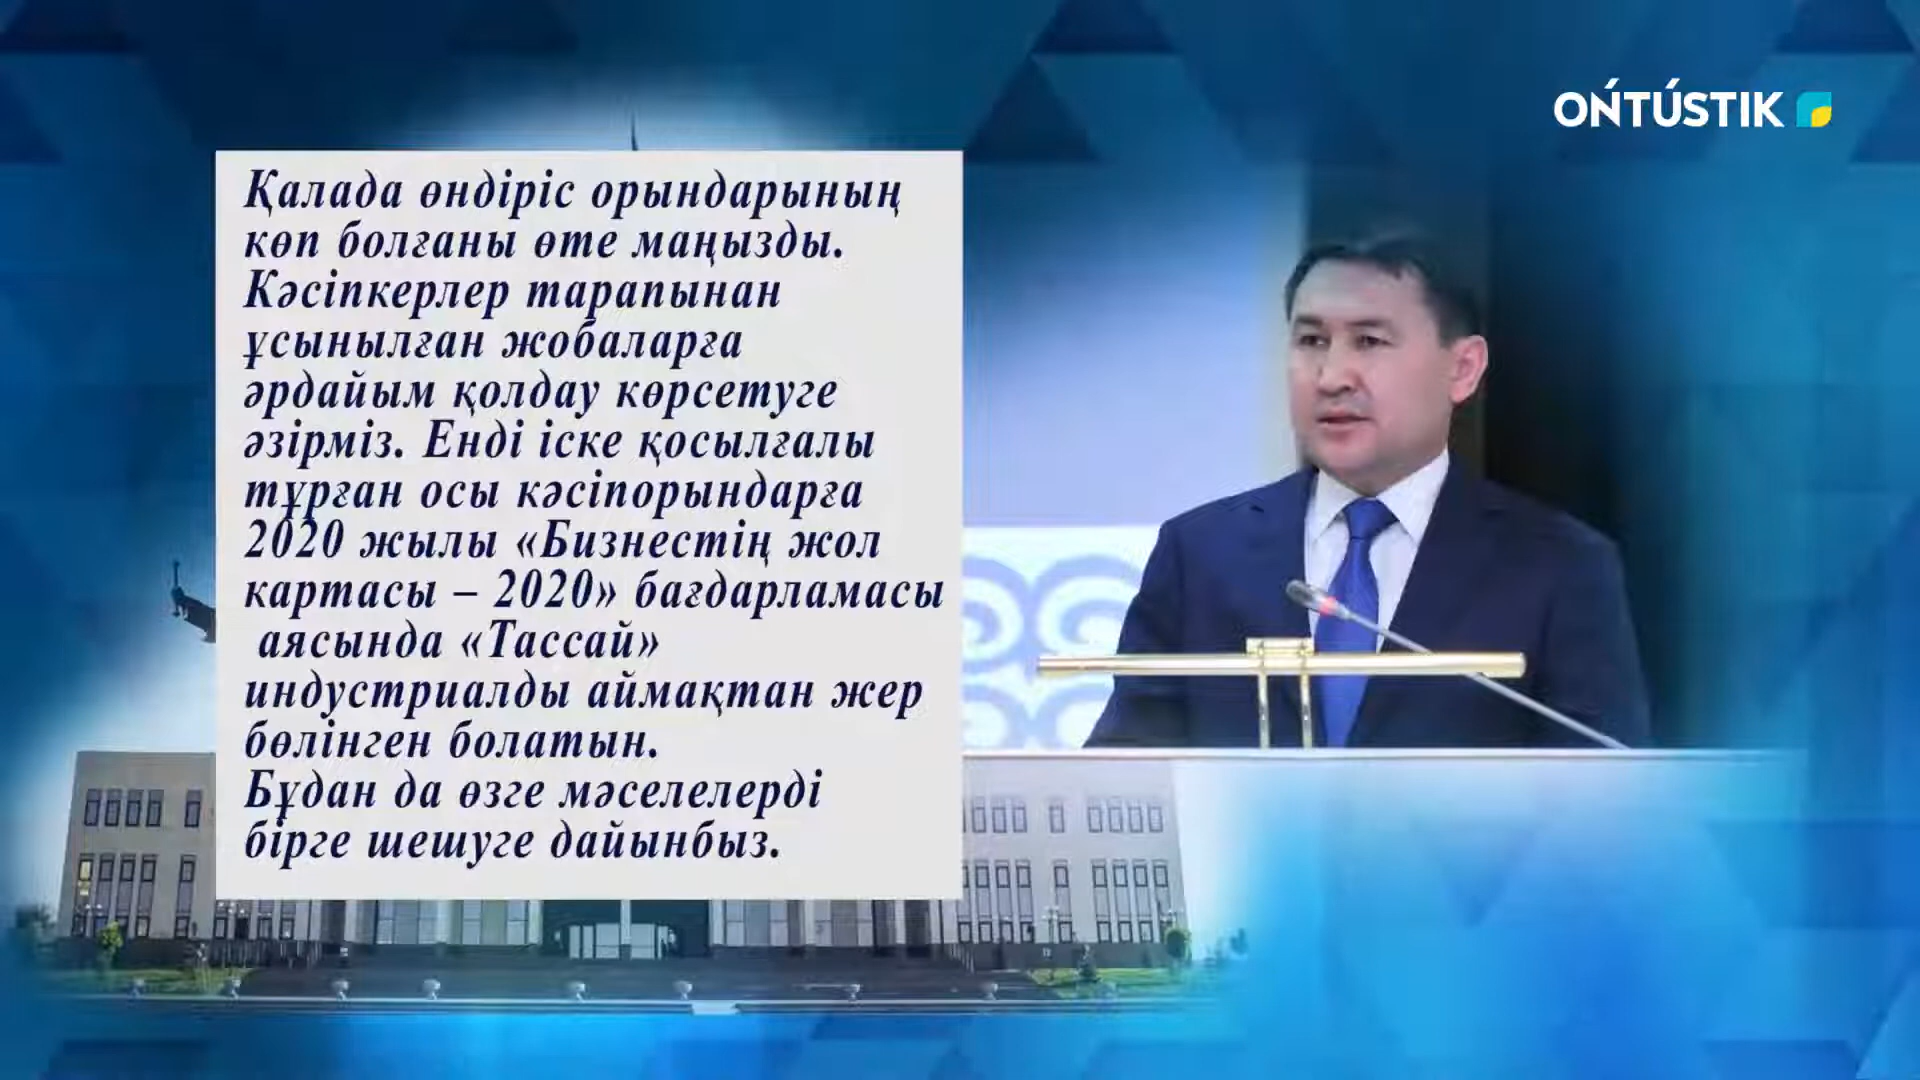 OŃTÚSTIK
Қалада өндіріс орындарының
көп болғаны өте маңызды.
Кәсіпкерлер тарапынан
ұсынылған жобаларға
әрдайым қолдау көрсетуге
әзірміз. Енді іске қосылғалы
тұрған осы кәсіпорындарға
2020 жылы «Бизнестің жол
картасы – 2020» бағдарламасы
аясында «Тассай»
индустриалды аймақтан жер
бөлінген болатын.
Бұдан да өзге мәселелерді
бірге шешуге дайынбыз.